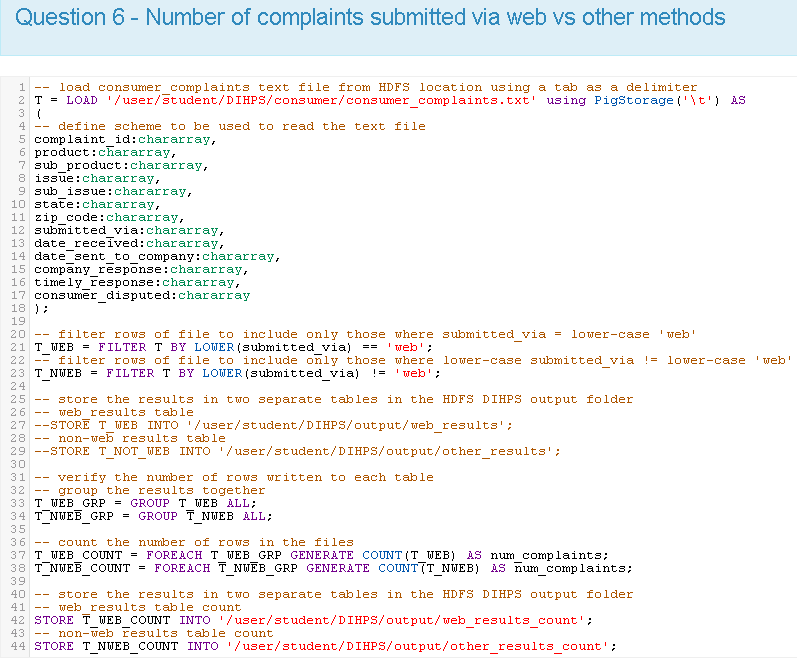 Question 6 - Number of complaints submitted via web vs other methods
1 -- load consumer_complaints text file from HDFS location using a tab as a delimiter
2 T = LOAD '/user/student/DIHPS/consumer/consumer_complaints.txt' using PigStorage('\t') AS
3 (
4 -- define scheme to be used to read the text file
5 complaint_id:chararray,
6 product:chararray,
7 sub_product:chararray,
8 issue:chararray,
9 sub_issue:chararray,
10 state:chararray,
11 zip_code:chararray,
12 submitted_via:chararray,
13 date_received:chararray,
14 date_sent_to_company:chararray,
15 company_response:chararray,
16 timely_response:chararray,
17 consumer_disputed:chararray
18 );
19
20 -- filter rows of file to include only those where submitted_via = lower-case 'web'
21 T_WEB = FILTER T BY LOWER(submitted_via) == 'web';
22 -- filter rows of file to include only those where lower-case submitted_via != lower-case 'web'
23 T_NWEB = FILTER T BY LOWER(submitted_via) != 'web';
24
25 -- store the results in two separate tables in the HDFS DIHPS output folder
26 -- web_results table
27 --STORE T_WEB INTO '/user/student/DIHPS/output/web_results';
28 -- non-web results table
29 --STORE T_NOT_WEB INTO '/user/student/DIHPS/output/other_results';
30
31 -- verify the number of rows written to each table
32 -- group the results together
33 T_WEB_GRP = GROUP T_WEB ALL;
34 T_NWEB_GRP = GROUP T_NWEB ALL;
35
36 -- count the number of rows in the files
37 T_WEB_COUNT = FOREACH T_WEB_GRP GENERATE COUNT(T_WEB) AS num_complaints;
38 T_NWEB_COUNT = FOREACH T_NWEB_GRP GENERATE COUNT(T_NWEB) AS num_complaints;
39
40 -- store the results in two separate tables in the HDFS DIHPS output folder
41 -- web_results table count
42 STORE T_WEB_COUNT INTO '/user/student/DIHPS/output/web_results_count';
43 -- non-web results table count
44 STORE T_NWEB_COUNT INTO '/user/student/DIHPS/output/other_results_count';